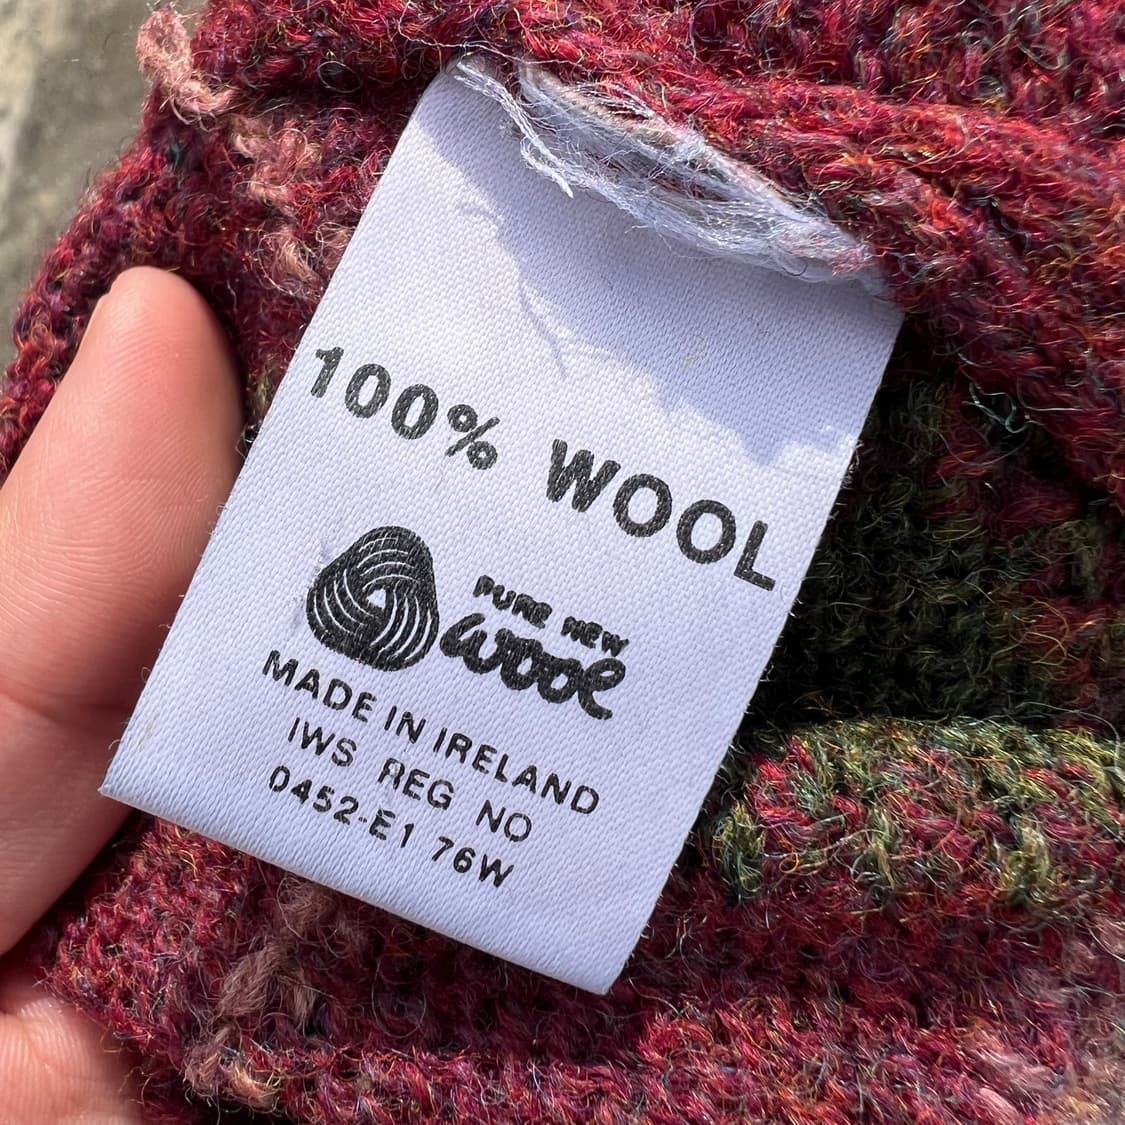 100% WOOL
PURE NEW
wool
MADE IN IRELAND
IWS REG NO
0452-E1 76W